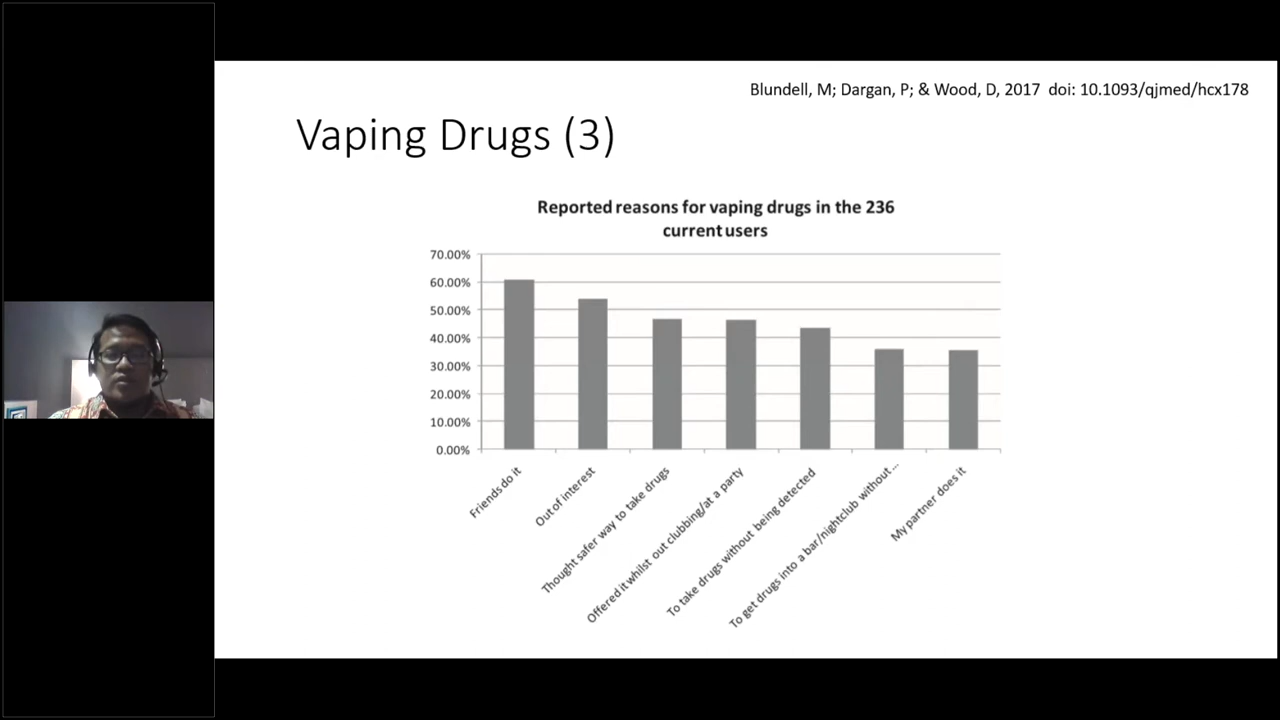 Blundell, M; Dargan, P; & Wood, D, 2017 doi: 10.1093/qjmed/hcx178
Vaping Drugs (3)
Reported reasons for vaping drugs in the 236
current users
70.00%
60.00%
50.00%
40.00%
30.00%
20.00%
10.00%
0.00%
Friends do it
Out of interest
Thought safer way to take drugs
Offered it whilst out clubbing/at a party
To take drugs without being detected
To get drugs into a bar/nightclub without...
My partner does it